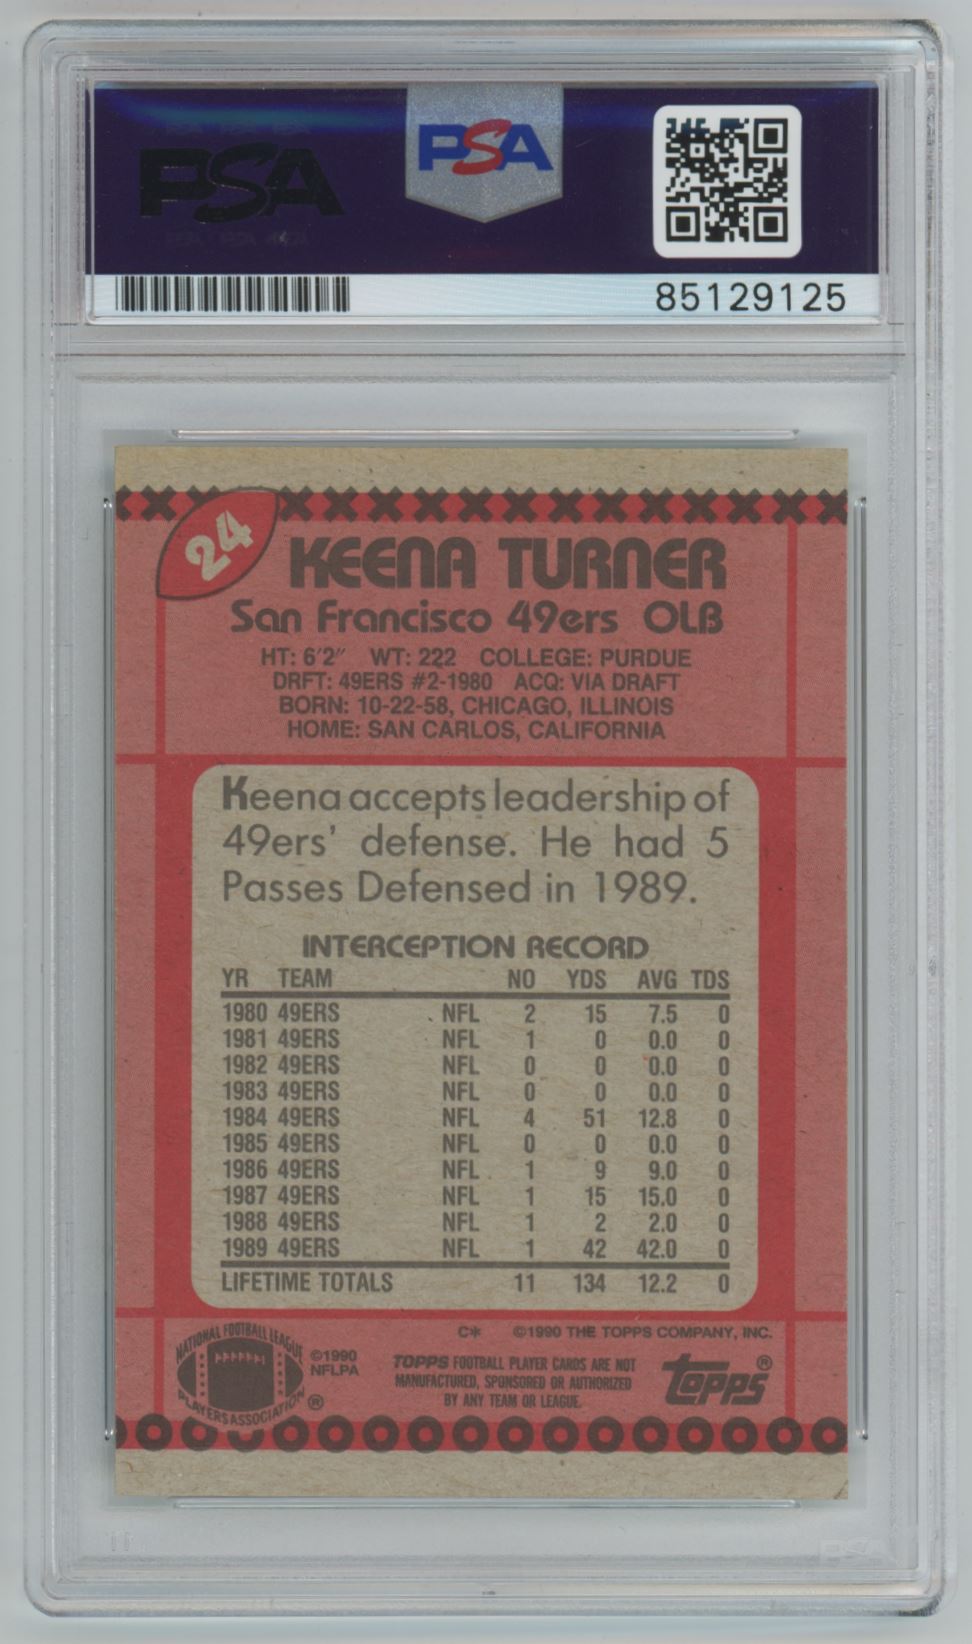 PSA
PSA
85129125
24
KEENA TURNER
San Francisco 49ers OLB
HT: 6'2" WT: 222 COLLEGE: PURDUE
DRFT: 49ERS #2-1980 ACQ: VIA DRAFT
BORN: 10-22-58, CHICAGO, ILLINOIS
HOME: SAN CARLOS, CALIFORNIA
Keena accepts leadership of
49ers' defense. He had 5
Passes Defensed in 1989.
INTERCEPTION RECORD
YR TEAM NO YDS AVG TDS
1980 49ERS NFL 2 15 7.5 0
1981 49ERS NFL 1 0 0.0 0
1982 49ERS NFL 0 0 0.0 0
1983 49ERS NFL 0 0 0.0 0
1984 49ERS NFL 4 51 12.8 0
1985 49ERS NFL 0 0 0.0 0
1986 49ERS NFL 1 9 9.0 0
1987 49ERS NFL 1 15 15.0 0
1988 49ERS NFL 1 2 2.0 0
1989 49ERS NFL 1 42 42.0 0
LIFETIME TOTALS 11 134 12.2 0
C* ©1990 THE TOPPS COMPANY, INC.
NATIONAL FOOTBALL LEAGUE
PLAYERS ASSOCIATION ®
©1990
NFLPA
TOPPS FOOTBALL PLAYER CARDS ARE NOT
MANUFACTURED, SPONSORED OR AUTHORIZED
BY ANY TEAM OR LEAGUE.
topps®
PSA